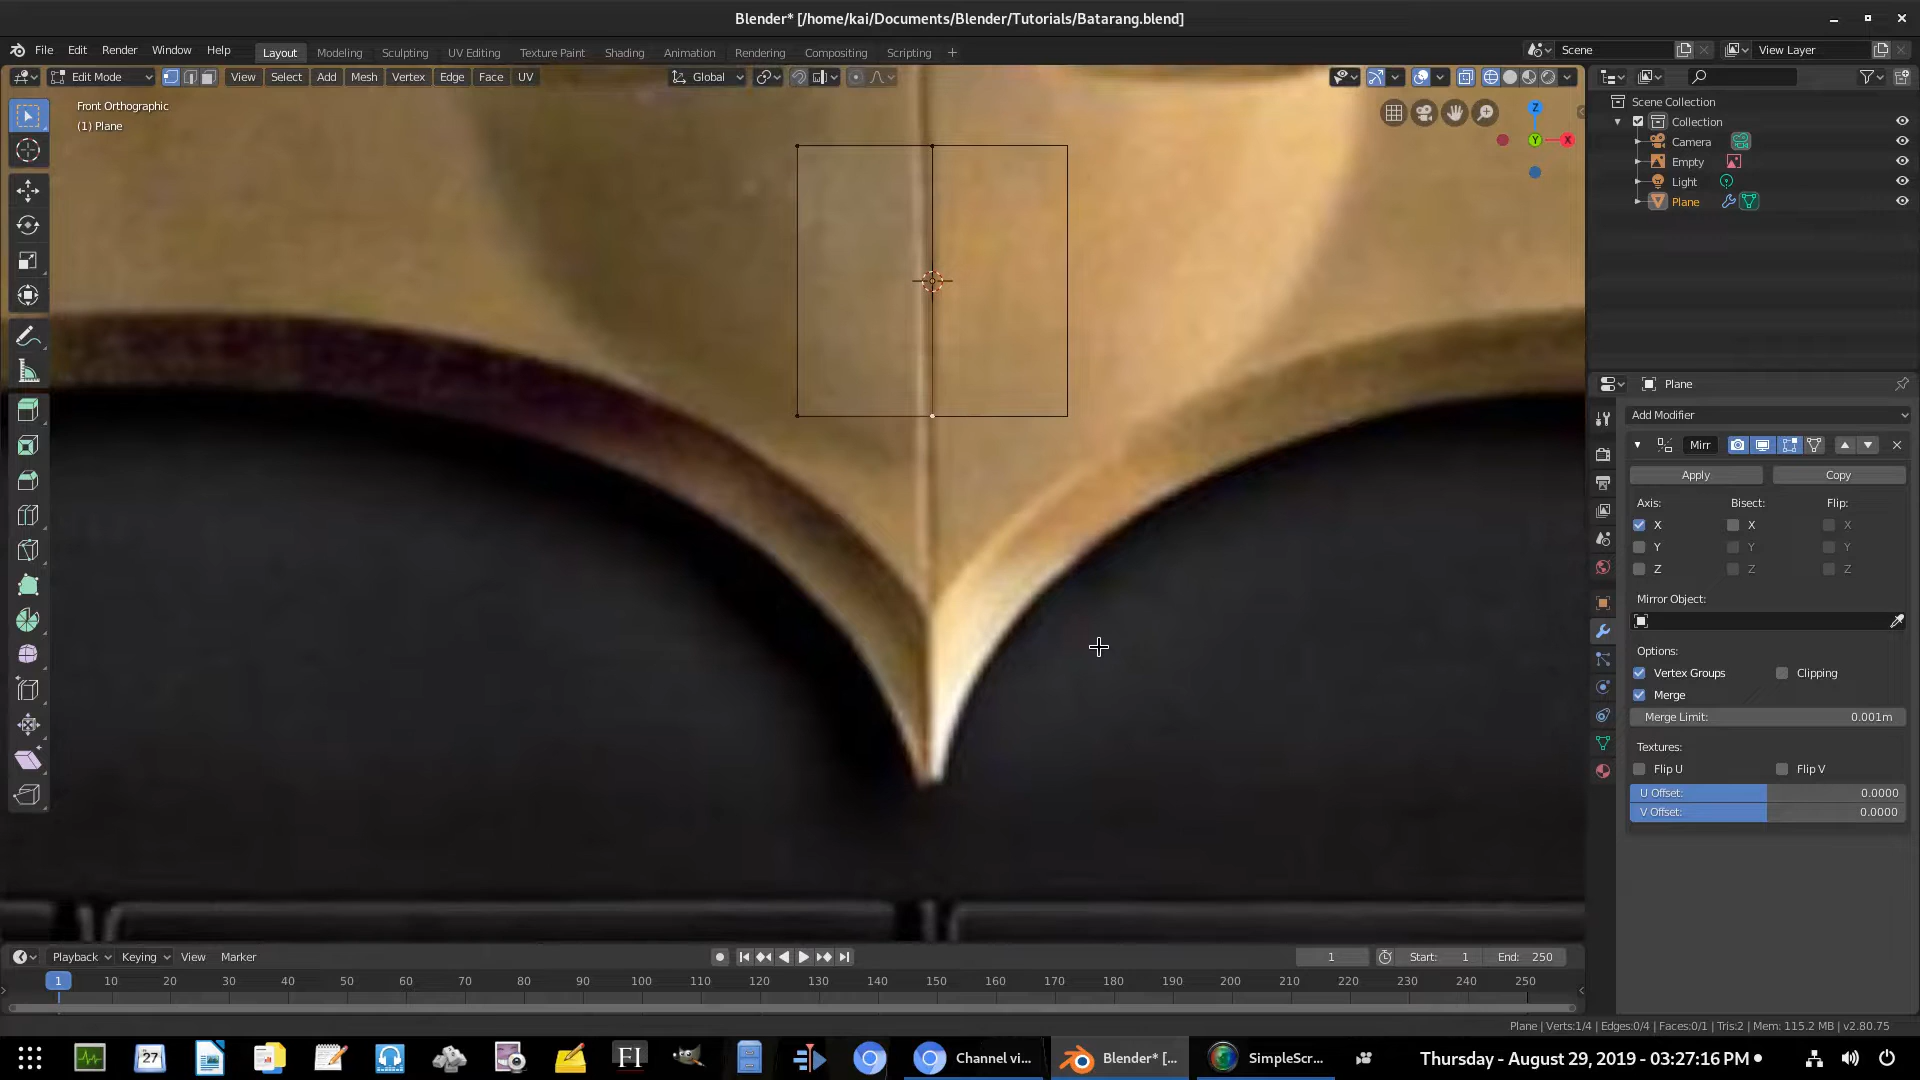 Blender* [/home/kai/Documents/Blender/Tutorials/Batarang.blend]
File Edit Render Window Help
Layout Modeling Sculpting UV Editing Texture Paint Shading Animation Rendering Compositing Scripting +
Scene
View Layer
Edit Mode
View Select Add Mesh Vertex Edge Face UV
Global
Front Orthographic
(1) Plane
Z
Y
X
Scene Collection
Collection
Camera
Empty
Light
Plane
Plane
Add Modifier
Mirr
Apply Copy
Axis: Bisect: Flip:
X X X
Y Y Y
Z Z Z
Mirror Object:
Options:
Vertex Groups Clipping
Merge
Merge Limit: 0.001m
Textures:
Flip U Flip V
U Offset: 0.0000
V Offset: 0.0000
Playback Keying View Marker
1 Start: 1 End: 250
1 10 20 30 40 50 60 70 80 90 100 110 120 130 140 150 160 170 180 190 200 210 220 230 240 250
Plane | Verts:1/4 | Edges:0/4 | Faces:0/1 | Tris:2 | Mem: 115.2 MB | v2.80.75
27
FI
Channel vi...
Blender* [...
SimpleScr...
Thursday - August 29, 2019 - 03:27:16 PM